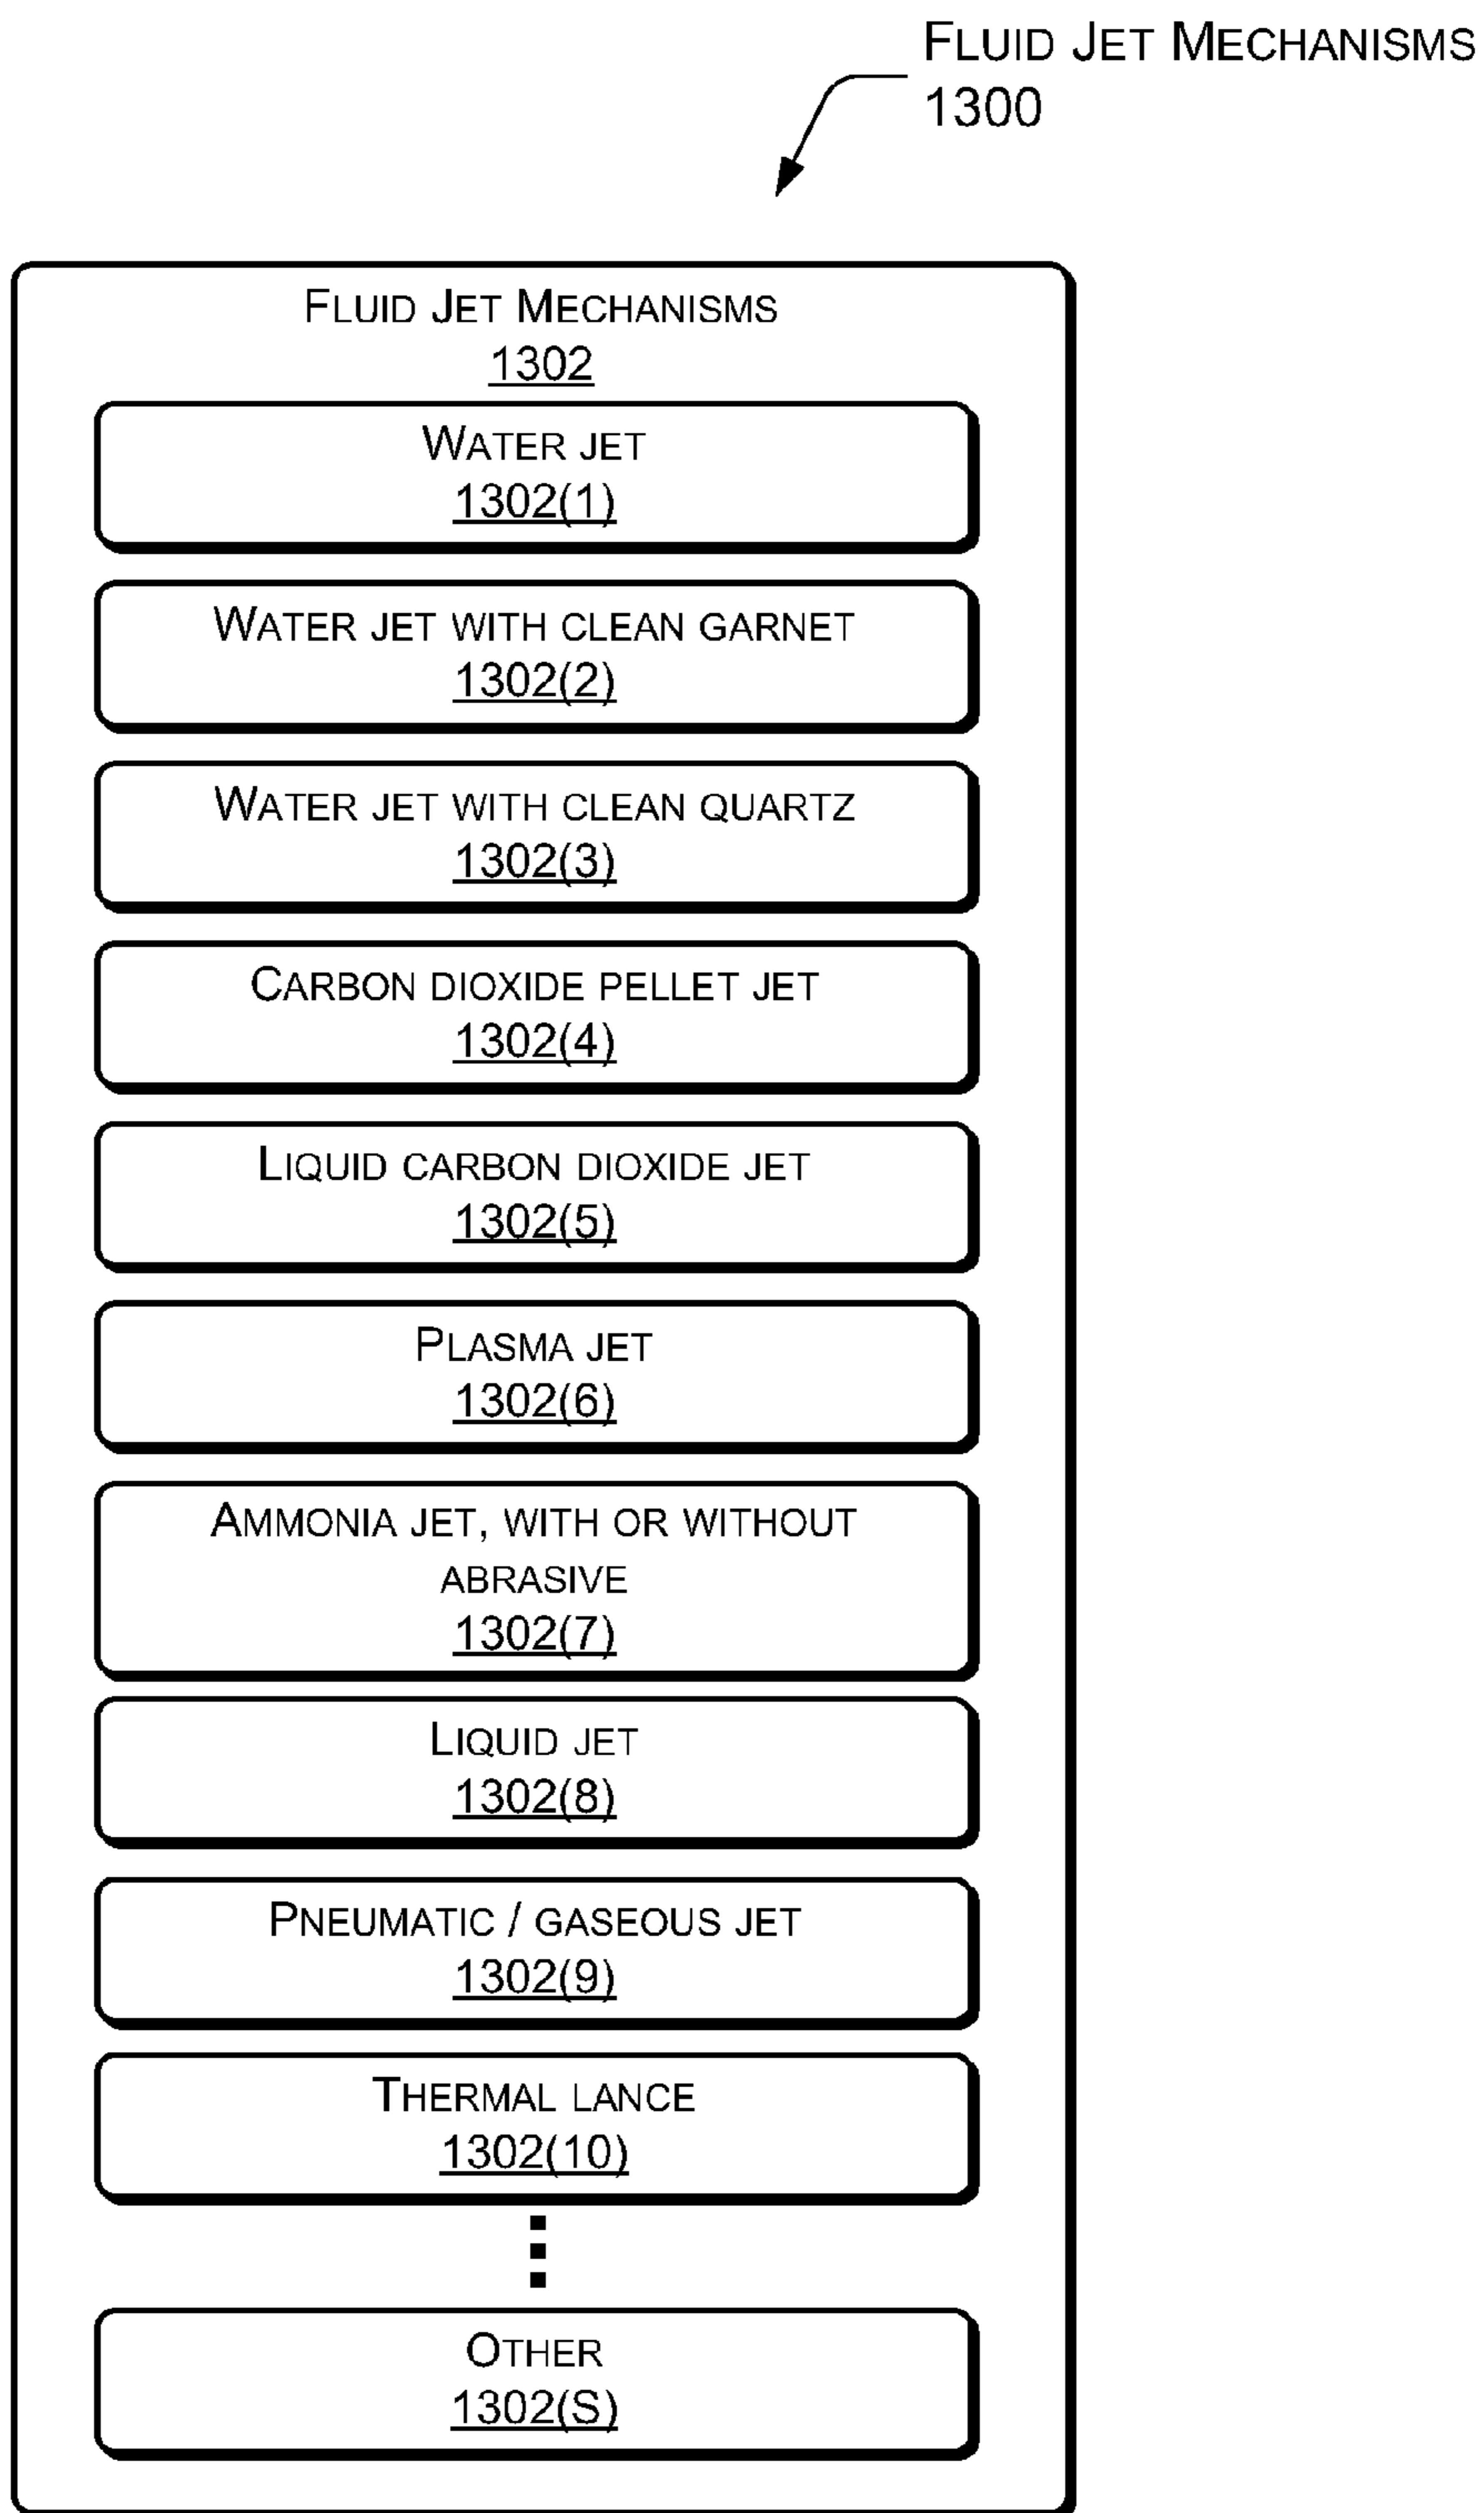 FLUID JET MECHANISMS
1300
FLUID JET MECHANISMS
1302
WATER JET
1302(1)
WATER JET WITH CLEAN GARNET
1302(2)
WATER JET WITH CLEAN QUARTZ
1302(3)
CARBON DIOXIDE PELLET JET
1302(4)
LIQUID CARBON DIOXIDE JET
1302(5)
PLASMA JET
1302(6)
AMMONIA JET, WITH OR WITHOUT
ABRASIVE
1302(7)
LIQUID JET
1302(8)
PNEUMATIC / GASEOUS JET
1302(9)
THERMAL LANCE
1302(10)
OTHER
1302(S)